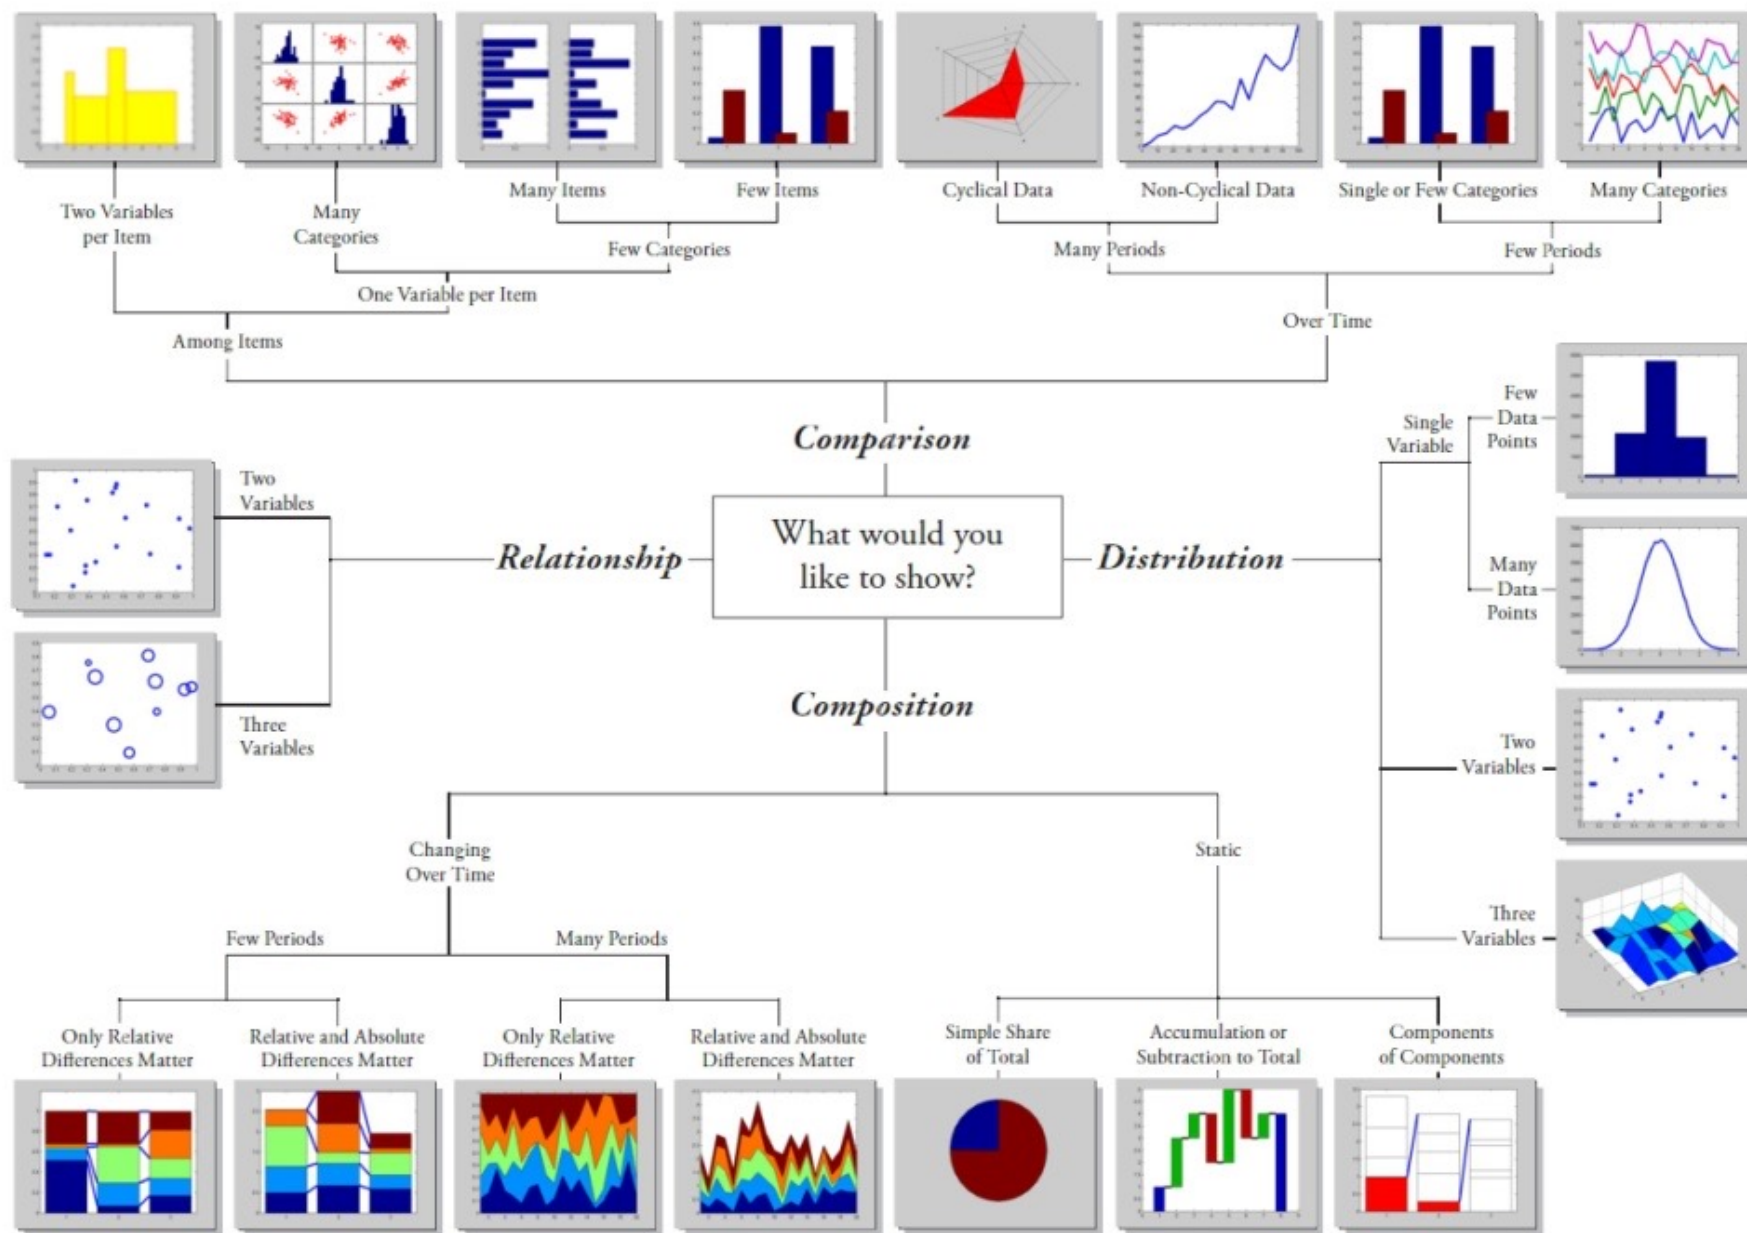 Two Variables
per Item
Many
Categories
Many Items
Few Items
Cyclical Data
Non-Cyclical Data
Single or Few Categories
Many Categories
Few Categories
Many Periods
Few Periods
One Variable per Item
Among Items
Over Time
Comparison
Single
Variable
Few
Data
Points
Two
Variables
What would you
like to show?
Relationship
Distribution
Many
Data
Points
Three
Variables
Composition
Two
Variables
Changing
Over Time
Static
Three
Variables
Few Periods
Many Periods
Only Relative
Differences Matter
Relative and Absolute
Differences Matter
Only Relative
Differences Matter
Relative and Absolute
Differences Matter
Simple Share
of Total
Accumulation or
Subtraction to Total
Components
of Components